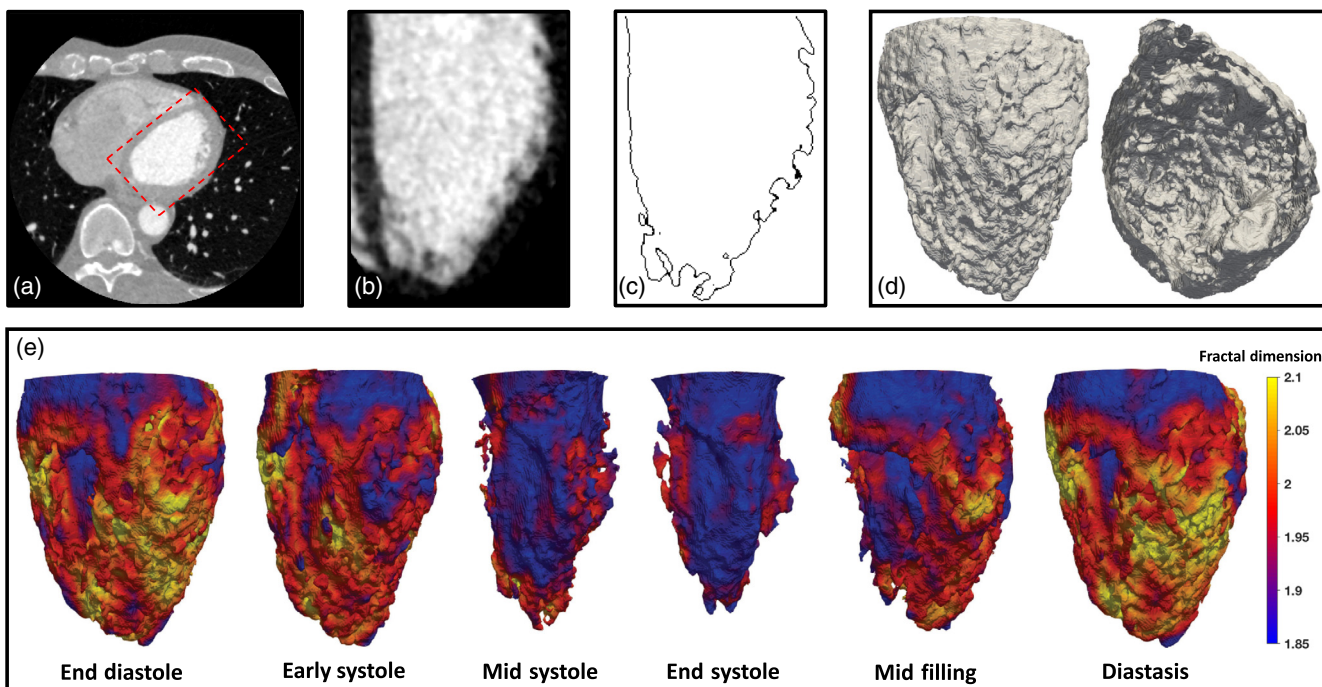 (a)
(b)
(c)
(d)
(e)
Fractal dimension
2.1
2.05
2
1.95
1.9
1.85
End diastole
Early systole
Mid systole
End systole
Mid filling
Diastasis